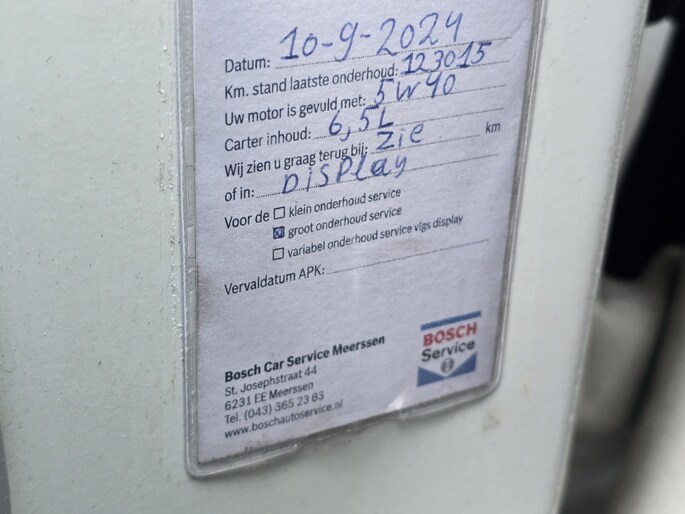 Datum: 10-9-2024
Km. stand laatste onderhoud: 123015
Uw motor is gevuld met: 5W40
Carter inhoud: 6,5L
Wij zien u graag terug bij: Zie km
of in: Display
Voor de klein onderhoud service
groot onderhoud service
variabel onderhoud service vlgs display
Vervaldatum APK:
Bosch Car Service Meerssen
St. Josephstraat 44
6231 EE Meerssen
Tel. (043) 365 23 83
www.boschautoservice.nl
BOSCH
Service